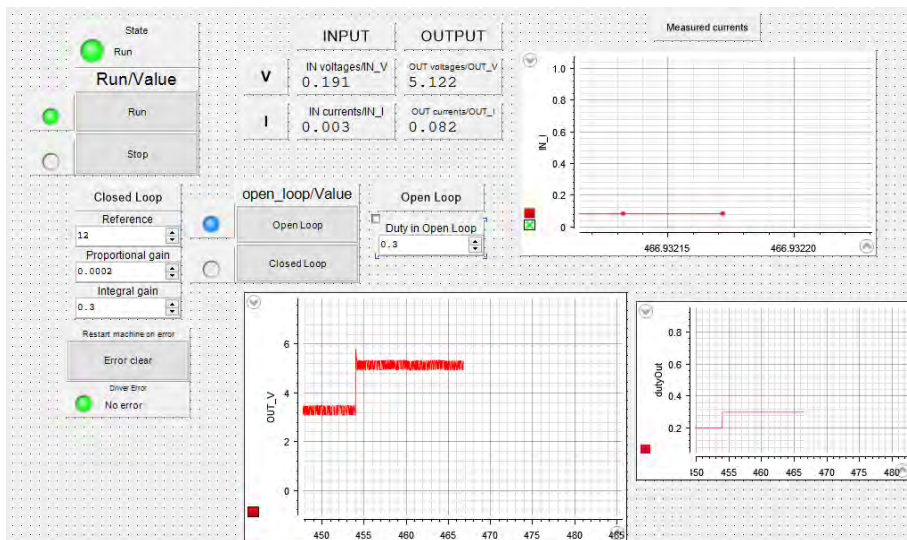 State
Run
Run/Value
Run
Stop
INPUT OUTPUT
V
IN voltages/IN_V
0.191
OUT voltages/OUT_V
5.122
I
IN currents/IN_I
0.003
OUT currents/OUT_I
0.082
Measured currents
1.0
0.8
0.6
0.4
0.2
0
IN_I
466.93215 466.93220
Closed Loop
Reference
12
Proportional gain
0.0002
Integral gain
0.3
open_loop/Value
Open Loop
Closed Loop
Open Loop
Duty in Open Loop
0.3
Restart machine on error
Error clear
Driver Error
No error
6
4
2
0
OUT_V
450 455 460 465 470 475 480 485
0.8
0.6
0.4
0.2
dutyOut
450 455 460 465 470 475 480